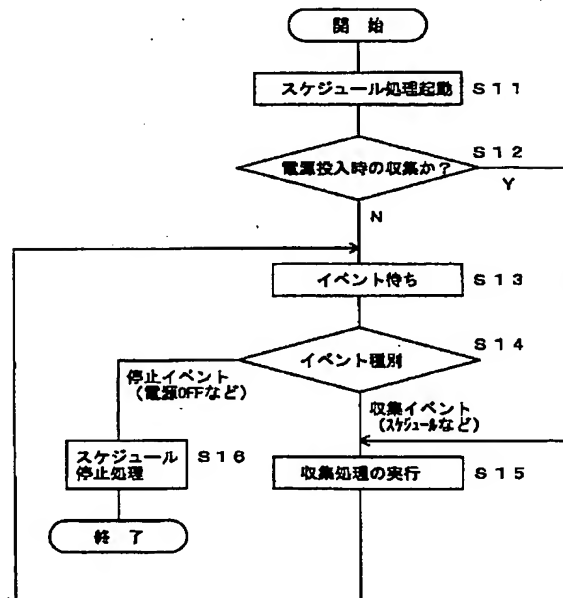 開 始
スケジュール処理起動
S11
S12
電源投入時の収集か?
Y
N
イベント待ち
S13
S14
イベント種別
停止イベント
(電源OFFなど)
収集イベント
(スケジュールなど)
スケジュール
停止処理
S16
収集処理の実行
S15
終 了